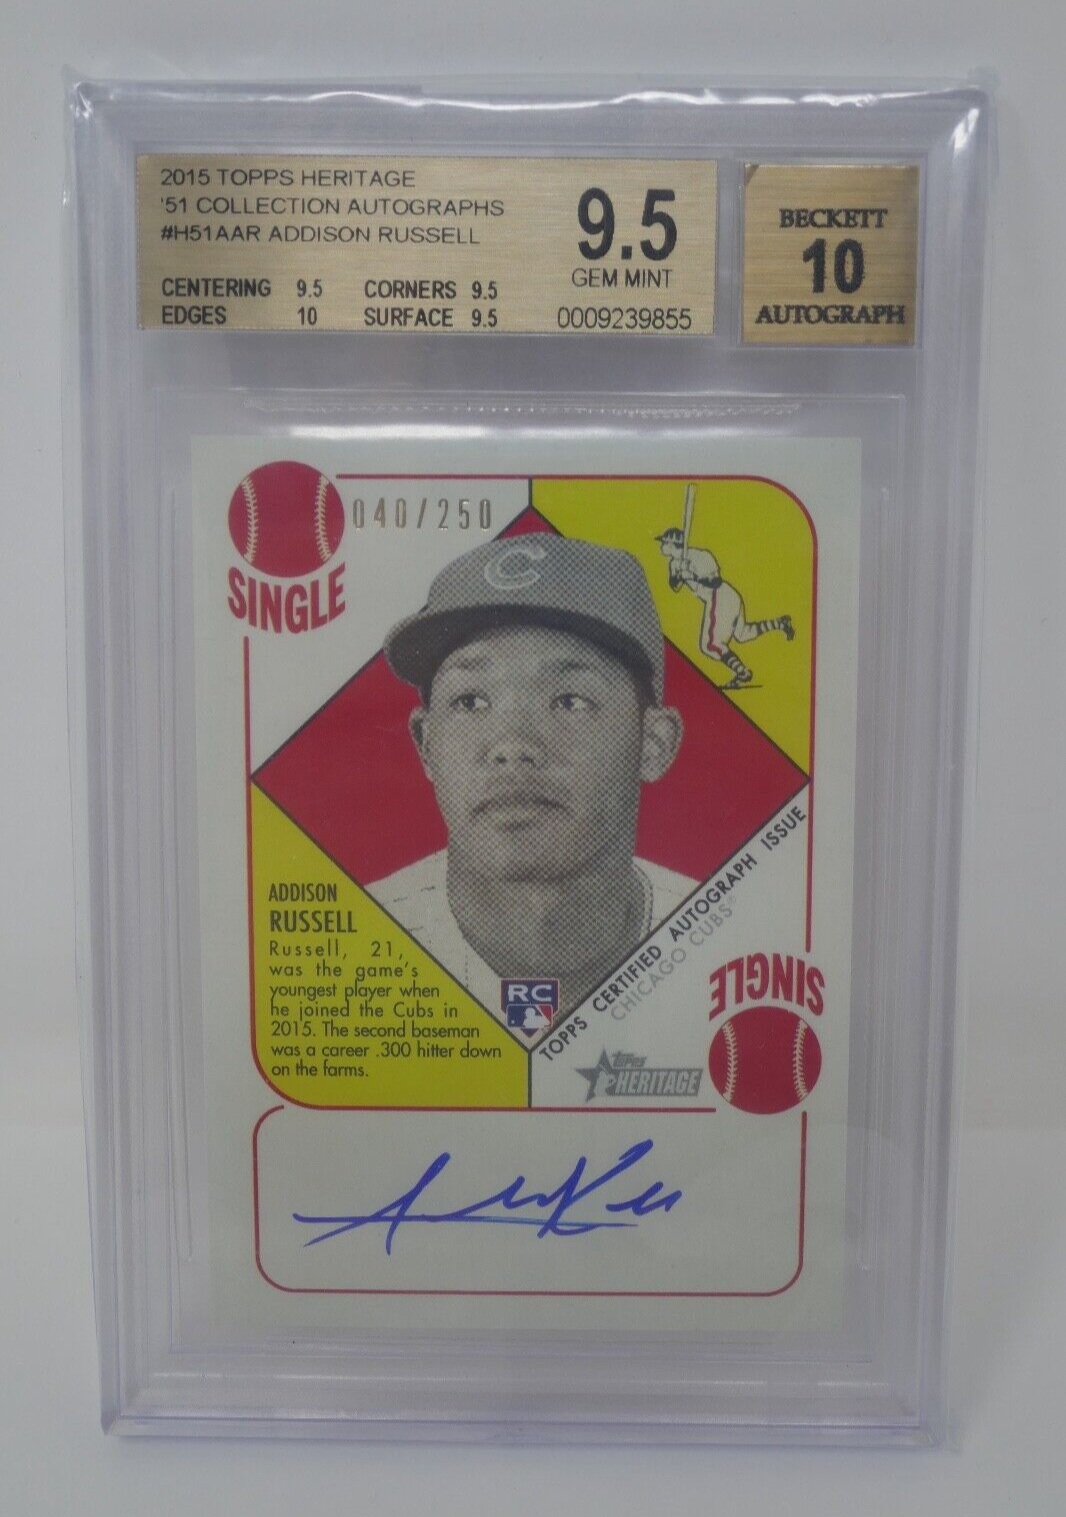 2015 TOPPS HERITAGE
'51 COLLECTION AUTOGRAPHS
#H51AAR ADDISON RUSSELL
CENTERING 9.5 CORNERS 9.5
EDGES 10 SURFACE 9.5
9.5
GEM MINT
0009239855
BECKETT
10
AUTOGRAPH
040/250
SINGLE
C
ADDISON
RUSSELL
Russell, 21,
was the game's
youngest player when
he joined the Cubs in
2015. The second baseman
was a career .300 hitter down
on the farms.
RC
TOPPS CERTIFIED AUTOGRAPH ISSUE
CHICAGO CUBS®
SINGLE
TOPPS
HERITAGE